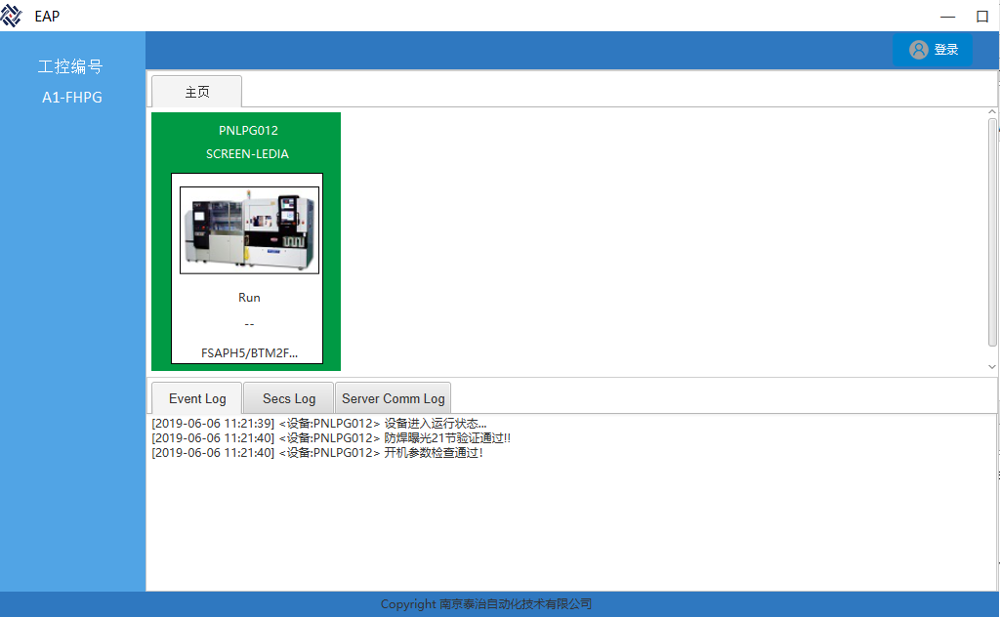 EAP
登录
工控编号
A1-FHPG
主页
PNLPG012
SCREEN-LEDIA
Run
--
FSAPH5/BTM2F...
Event Log
Secs Log
Server Comm Log
[2019-06-06 11:21:39] <设备:PNLPG012> 设备进入运行状态...
[2019-06-06 11:21:40] <设备:PNLPG012> 防焊曝光21节验证通过!!
[2019-06-06 11:21:40] <设备:PNLPG012> 开机参数检查通过!
Copyright 南京泰治自动化技术有限公司